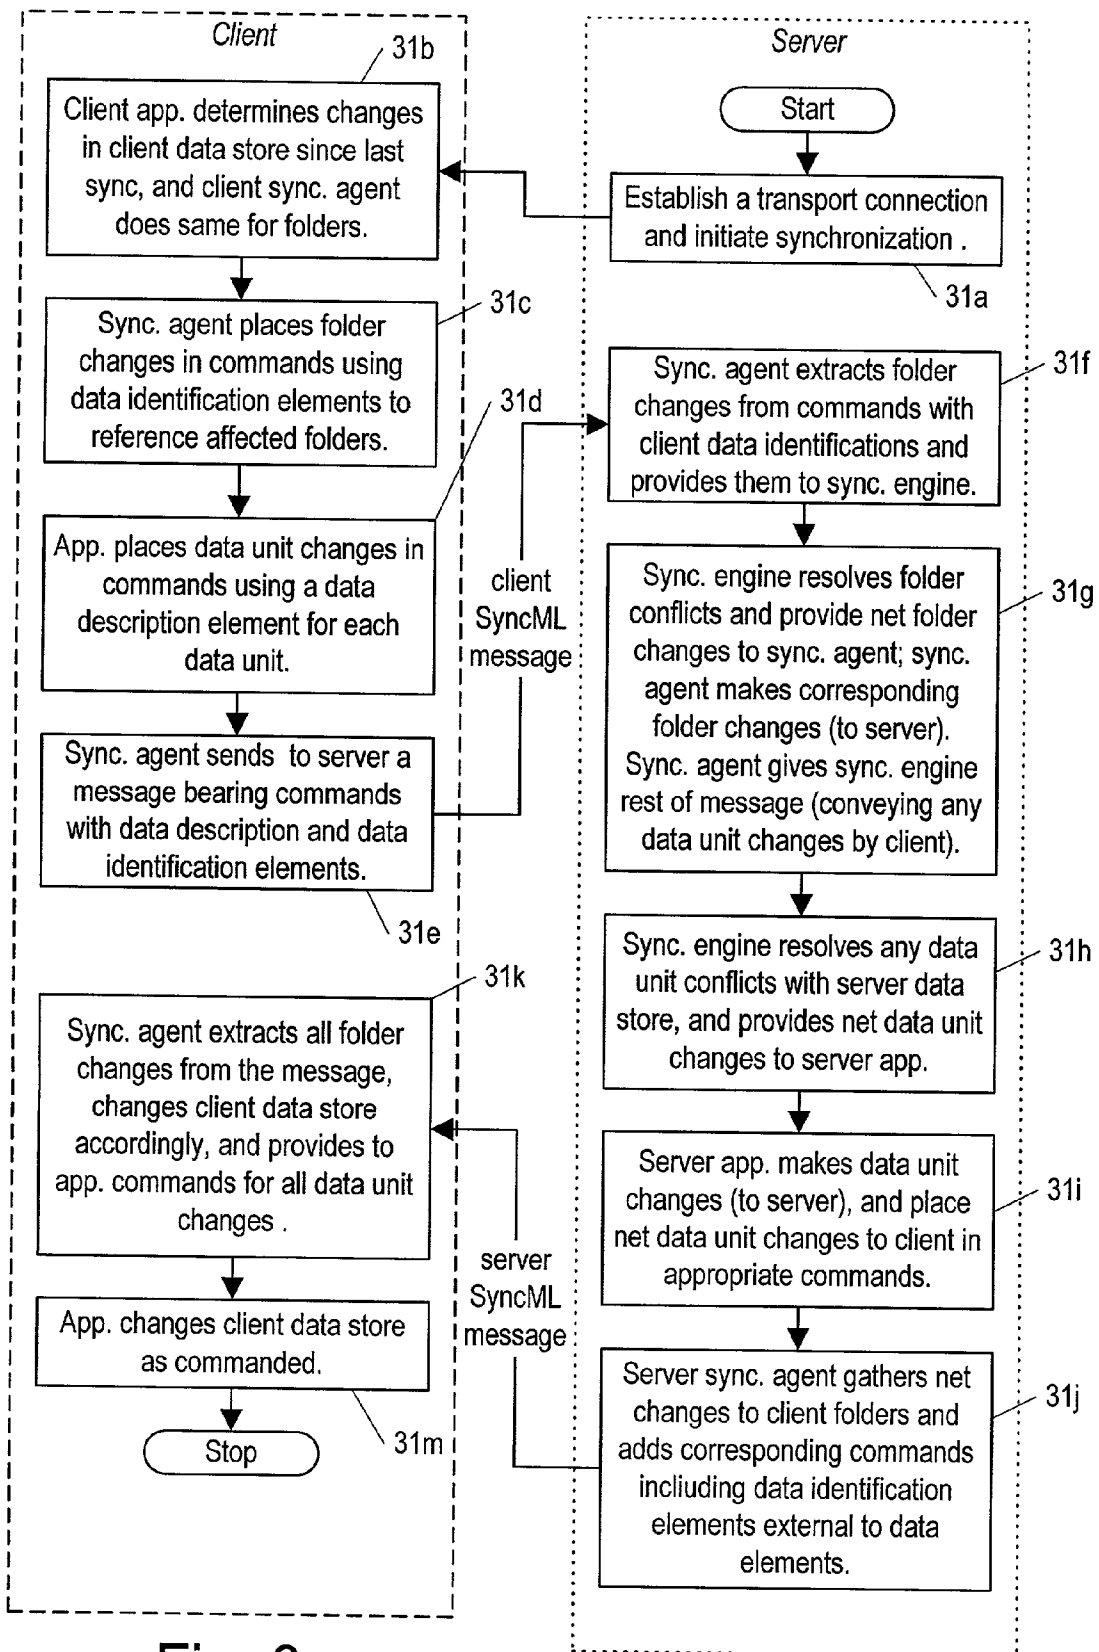 Client
31b
Client app. determines changes
in client data store since last
sync, and client sync. agent
does same for folders.
31c
Sync. agent places folder
changes in commands using
data identification elements to
reference affected folders.
31d
App. places data unit changes in
commands using a data
description element for each
data unit.
Sync. agent sends to server a
message bearing commands
with data description and data
identification elements.
31e
31k
Sync. agent extracts all folder
changes from the message,
changes client data store
accordingly, and provides to
app. commands for all data unit
changes .
App. changes client data store
as commanded.
31m
Stop
client
SyncML
message
server
SyncML
message
Server
Start
Establish a transport connection
and initiate synchronization .
31a
31f
Sync. agent extracts folder
changes from commands with
client data identifications and
provides them to sync. engine.
31g
Sync. engine resolves folder
conflicts and provide net folder
changes to sync. agent; sync.
agent makes corresponding
folder changes (to server).
Sync. agent gives sync. engine
rest of message (conveying any
data unit changes by client).
31h
Sync. engine resolves any data
unit conflicts with server data
store, and provides net data unit
changes to server app.
31i
Server app. makes data unit
changes (to server), and place
net data unit changes to client in
appropriate commands.
31j
Server sync. agent gathers net
changes to client folders and
adds corresponding commands
incliuding data identification
elements external to data
elements.